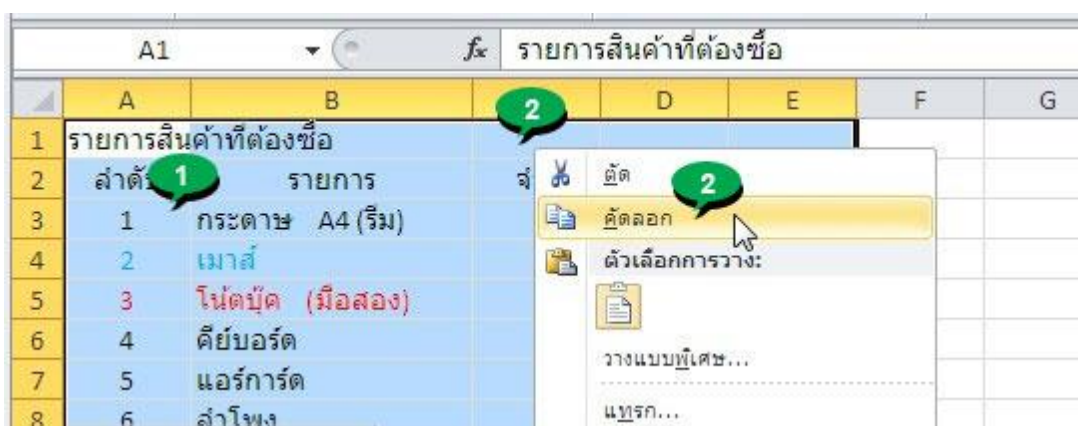 A1 fx รายการสินค้าที่ต้องซื้อ
A B D E F G
1 รายการสินค้าที่ต้องซื้อ 2
2 รายการ 1
3 1 กระดาษ A4 (รีม)
4 2 เมาส์
5 3 โน้ตบุ๊ค (มือสอง)
6 4 คีย์บอร์ด
7 5 แอร์การ์ด
8 6 ลำโพง
ตัด 2
คัดลอก
ตัวเลือกการวาง:
วางแบบพิเศษ...
แทรก...